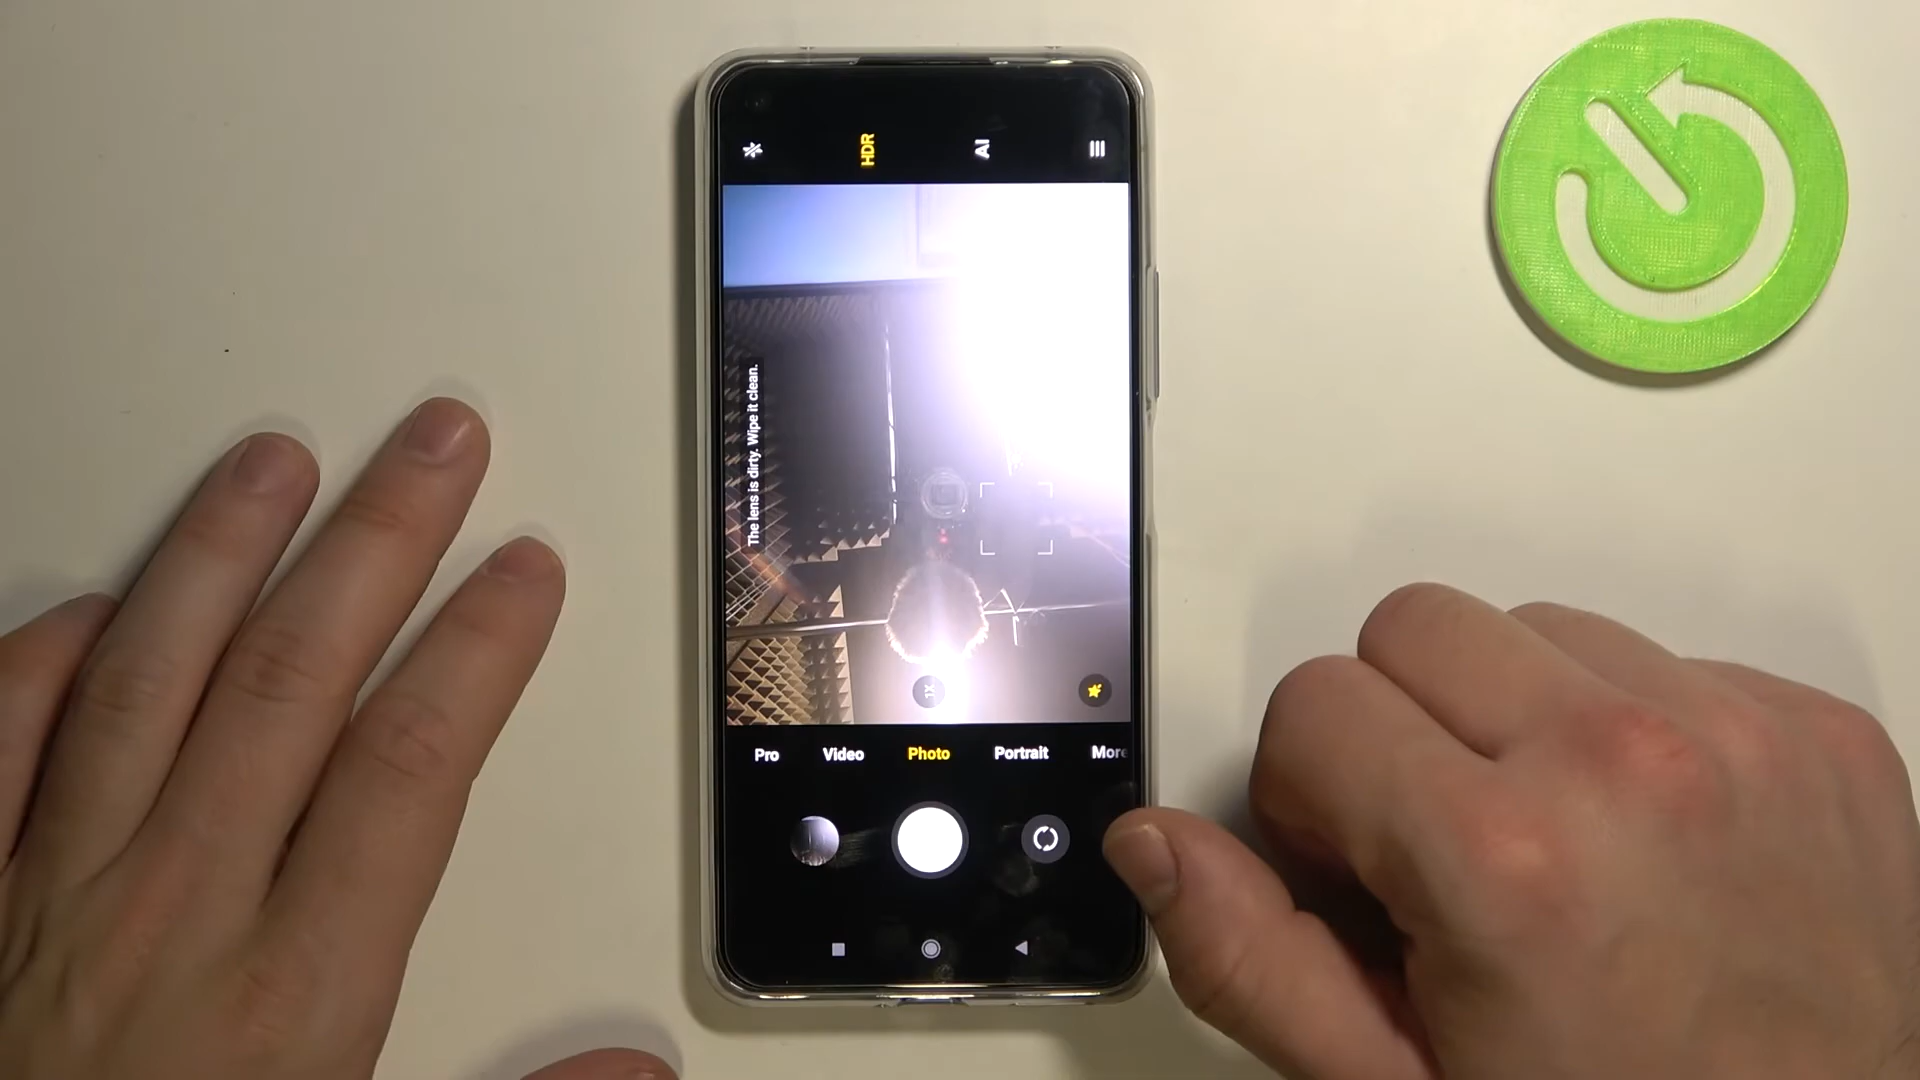 HDR
AI
The lens is dirty. Wipe it clean.
1X
Pro
Video
Photo
Portrait
More